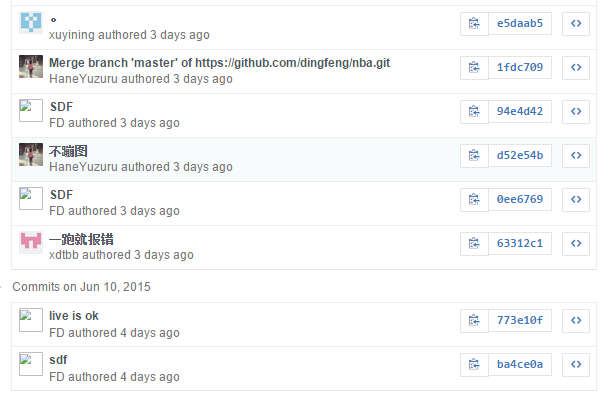 。
xuyining authored 3 days ago
e5daab5
Merge branch 'master' of https://github.com/dingfeng/nba.git
HaneYuzuru authored 3 days ago
1fdc709
SDF
FD authored 3 days ago
94e4d42
不蹦图
HaneYuzuru authored 3 days ago
d52e54b
SDF
FD authored 3 days ago
0ee6769
一跑就报错
xdtbb authored 3 days ago
63312c1
Commits on Jun 10, 2015
live is ok
FD authored 4 days ago
773e10f
sdf
FD authored 4 days ago
ba4ce0a